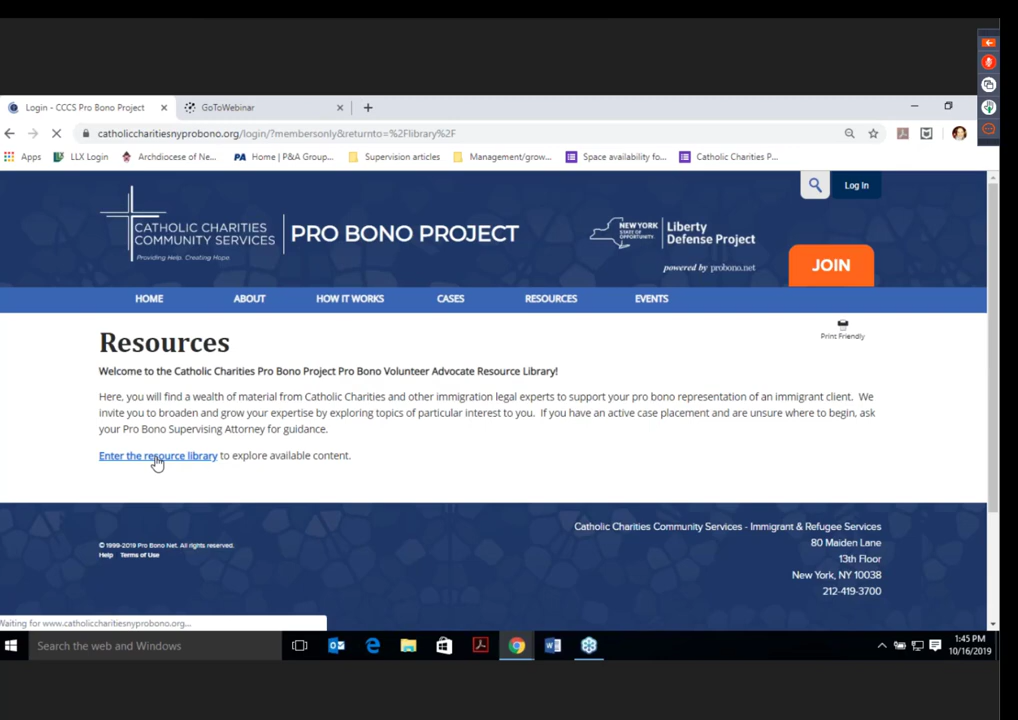 Login - CCCS Pro Bono Project
GoToWebinar
catholiccharitiesnyprobono.org/login/?membersonly&returnto=%2Flibrary%2F
Apps
LLX Login
Archdiocese of Ne...
PA Home | P&A Group...
Supervision articles
Management/grow...
Space availability fo...
Catholic Charities P...
Log In
CATHOLIC CHARITIES
COMMUNITY SERVICES
Providing Help. Creating Hope.
PRO BONO PROJECT
NEW YORK
STATE OF
OPPORTUNITY.
Liberty
Defense Project
powered by probono.net
JOIN
HOME ABOUT HOW IT WORKS CASES RESOURCES EVENTS
Print Friendly
Resources
Welcome to the Catholic Charities Pro Bono Project Pro Bono Volunteer Advocate Resource Library!
Here, you will find a wealth of material from Catholic Charities and other immigration legal experts to support your pro bono representation of an immigrant client. We
invite you to broaden and grow your expertise by exploring topics of particular interest to you. If you have an active case placement and are unsure where to begin, ask
your Pro Bono Supervising Attorney for guidance.
Enter the resource library to explore available content.
© 1999-2019 Pro Bono Net. All rights reserved.
Help Terms of Use
Catholic Charities Community Services - Immigrant & Refugee Services
80 Maiden Lane
13th Floor
New York, NY 10038
212-419-3700
Waiting for www.catholiccharitiesnyprobono.org...
Search the web and Windows
1:45 PM
10/16/2019